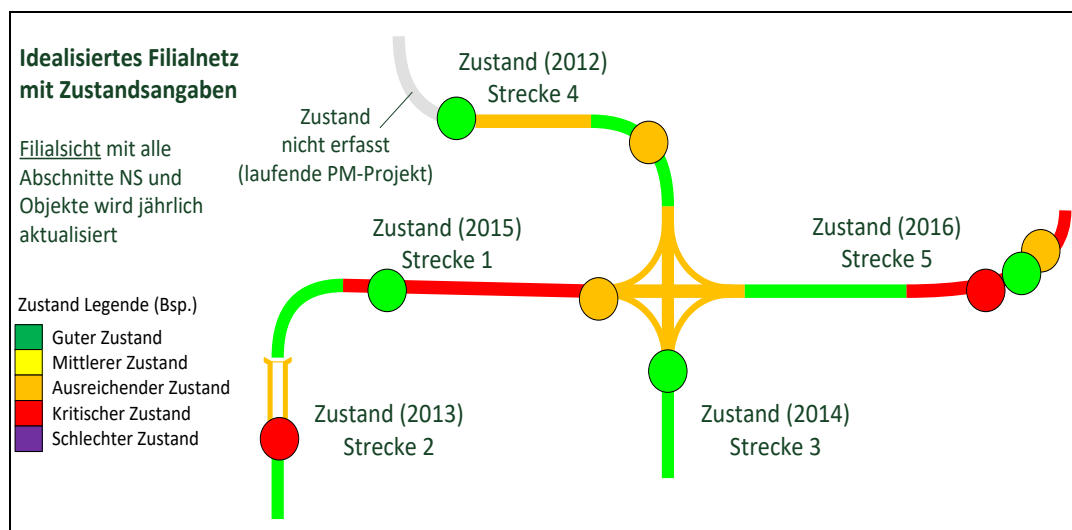 Idealisiertes Filialnetz
mit Zustandsangaben
Filialsicht mit alle
Abschnitte NS und
Objekte wird jährlich
aktualisiert
Zustand (2012)
Strecke 4
Zustand
nicht erfasst
(laufende PM-Projekt)
Zustand (2015)
Strecke 1
Zustand (2016)
Strecke 5
Zustand Legende (Bsp.)
Guter Zustand
Mittlerer Zustand
Ausreichender Zustand
Kritischer Zustand
Schlechter Zustand
Zustand (2013)
Strecke 2
Zustand (2014)
Strecke 3